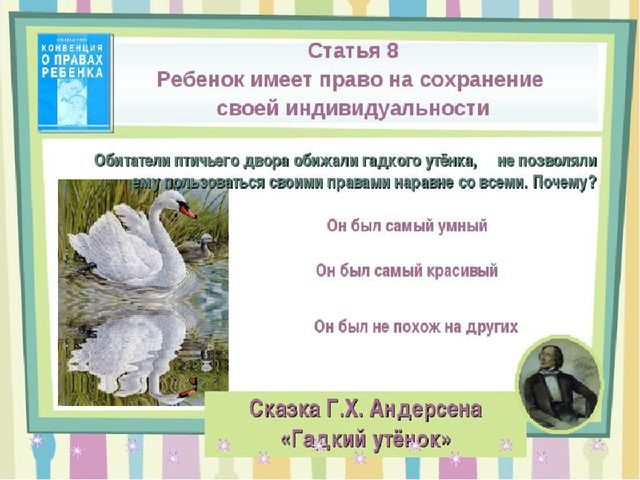 КОНВЕНЦИЯ
О ПРАВАХ
РЕБЕНКА
Статья 8
Ребенок имеет право на сохранение
своей индивидуальности
Обитатели птичьего двора обижали гадкого утёнка, не позволяли
ему пользоваться своими правами наравне со всеми. Почему?
Он был самый умный
Он был самый красивый
Он был не похож на других
Сказка Г.Х. Андерсена
«Гадкий утёнок»